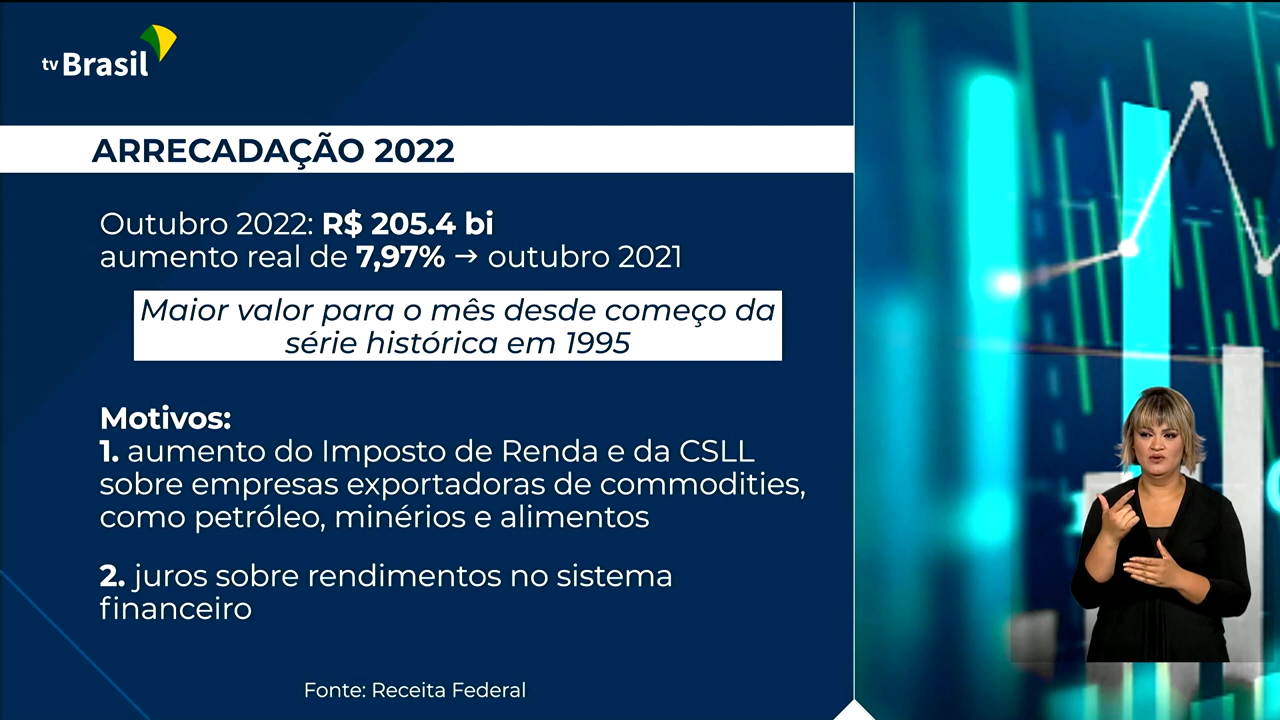 tv Brasil
ARRECADAÇÃO 2022
Outubro 2022: R$ 205.4 bi
aumento real de 7,97% → outubro 2021
Maior valor para o mês desde começo da
série histórica em 1995
Motivos:
1. aumento do Imposto de Renda e da CSLL
sobre empresas exportadoras de commodities,
como petróleo, minérios e alimentos
2. juros sobre rendimentos no sistema
financeiro
Fonte: Receita Federal